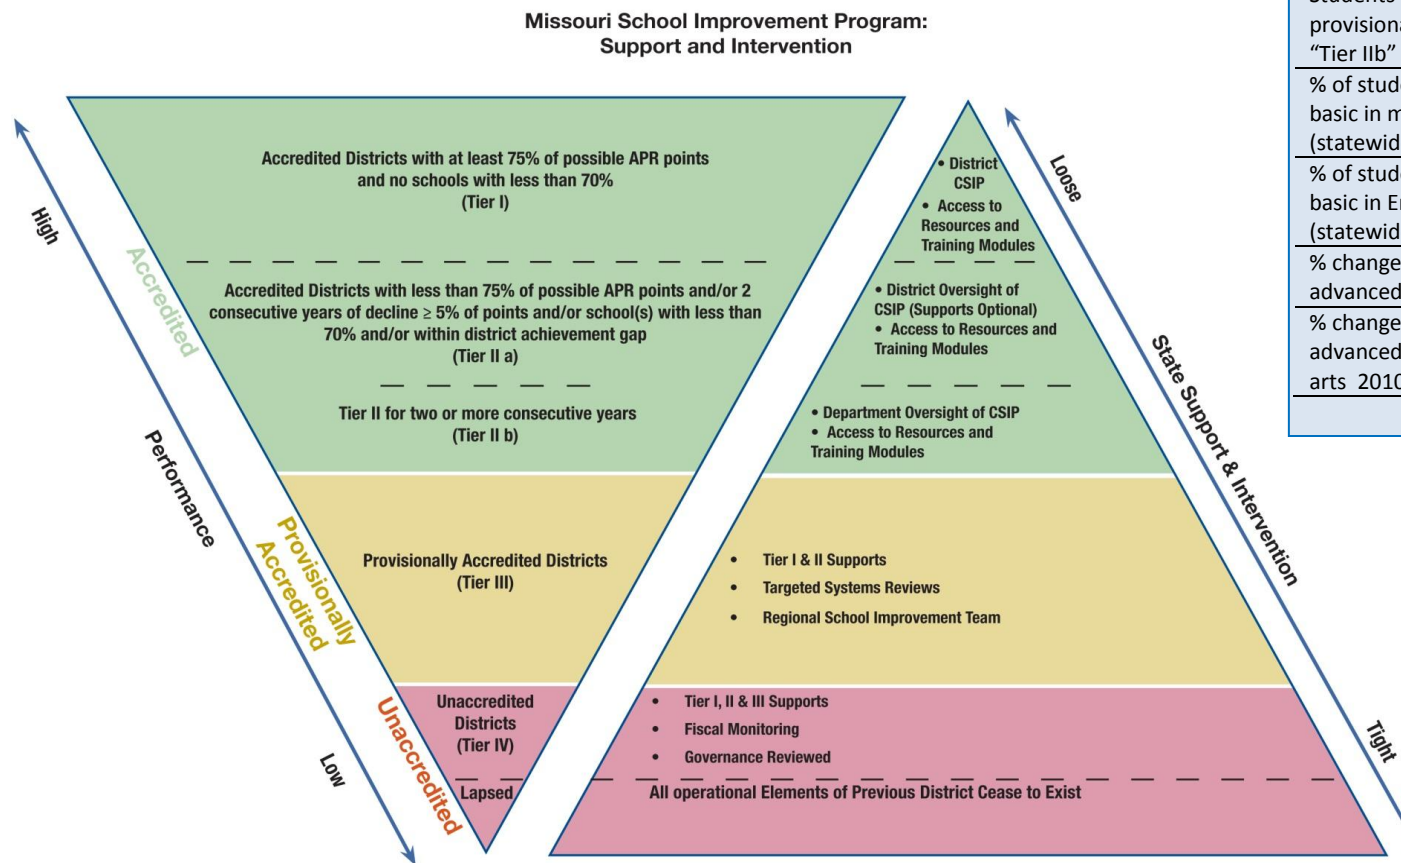 Missouri School Improvement Program:
Support and Intervention
High
Performance
Low
Accredited
Provisionally
Accredited
Unaccredited
Accredited Districts with at least 75% of possible APR points
and no schools with less than 70%
(Tier I)
Accredited Districts with less than 75% of possible APR points and/or 2
consecutive years of decline ≥ 5% of points and/or school(s) with less than
70% and/or within district achievement gap
(Tier II a)
Tier II for two or more consecutive years
(Tier II b)
Provisionally Accredited Districts
(Tier III)
Unaccredited
Districts
(Tier IV)
Lapsed
• District
CSIP
• Access to
Resources and
Training Modules
• District Oversight of
CSIP (Supports Optional)
• Access to Resources and
Training Modules
• Department Oversight of CSIP
• Access to Resources and
Training Modules
• Tier I & II Supports
• Targeted Systems Reviews
• Regional School Improvement Team
• Tier I, II & III Supports
• Fiscal Monitoring
• Governance Reviewed
All operational Elements of Previous District Cease to Exist
Loose
State Support & Intervention
Tight
Students
"Tier IIb"
% of
basic in
% of
basic in
% change
advanced
% change
advanced
arts 2010